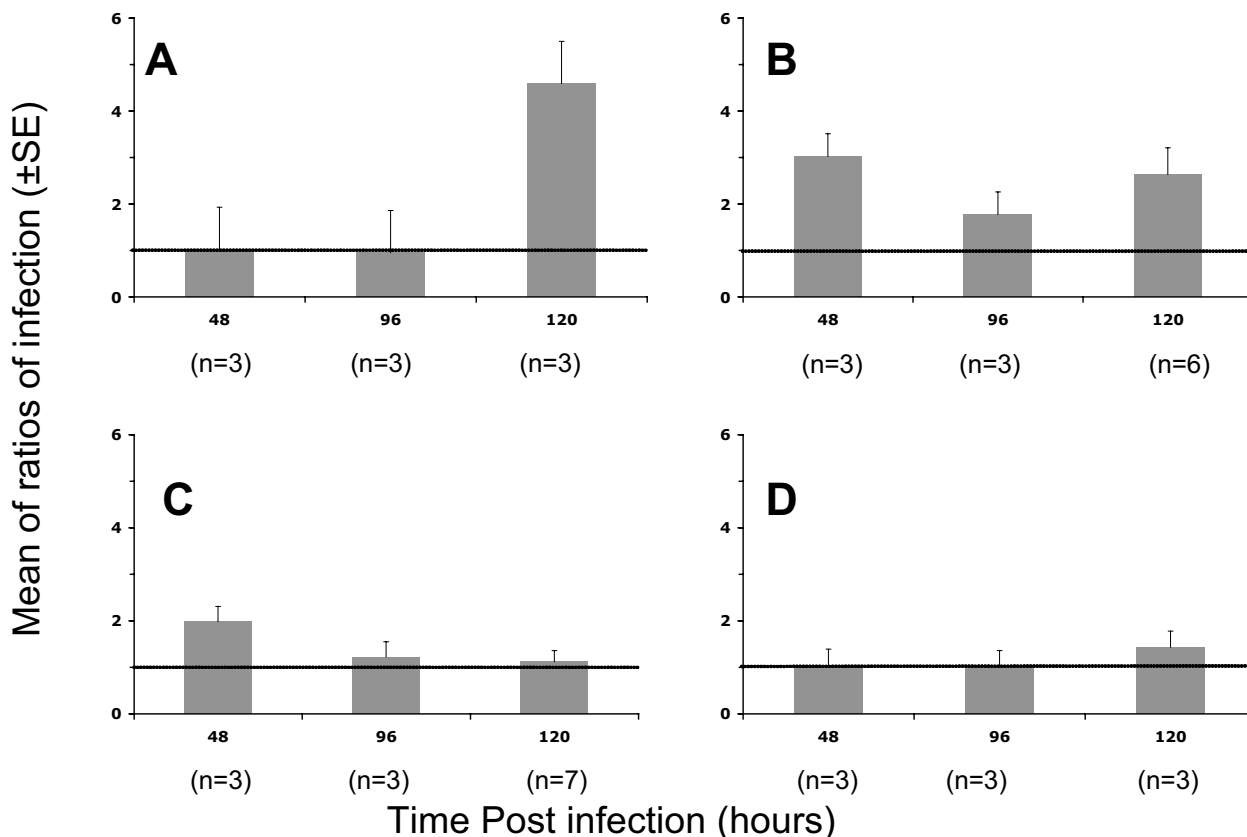 Mean of ratios of infection (±SE)
A
6
4
2
0
48 96 120
(n=3) (n=3) (n=3)
B
6
4
2
0
48 96 120
(n=3) (n=3) (n=6)
C
6
4
2
0
48 96 120
(n=3) (n=3) (n=7)
D
6
4
2
0
48 96 120
(n=3) (n=3) (n=3)
Time Post infection (hours)